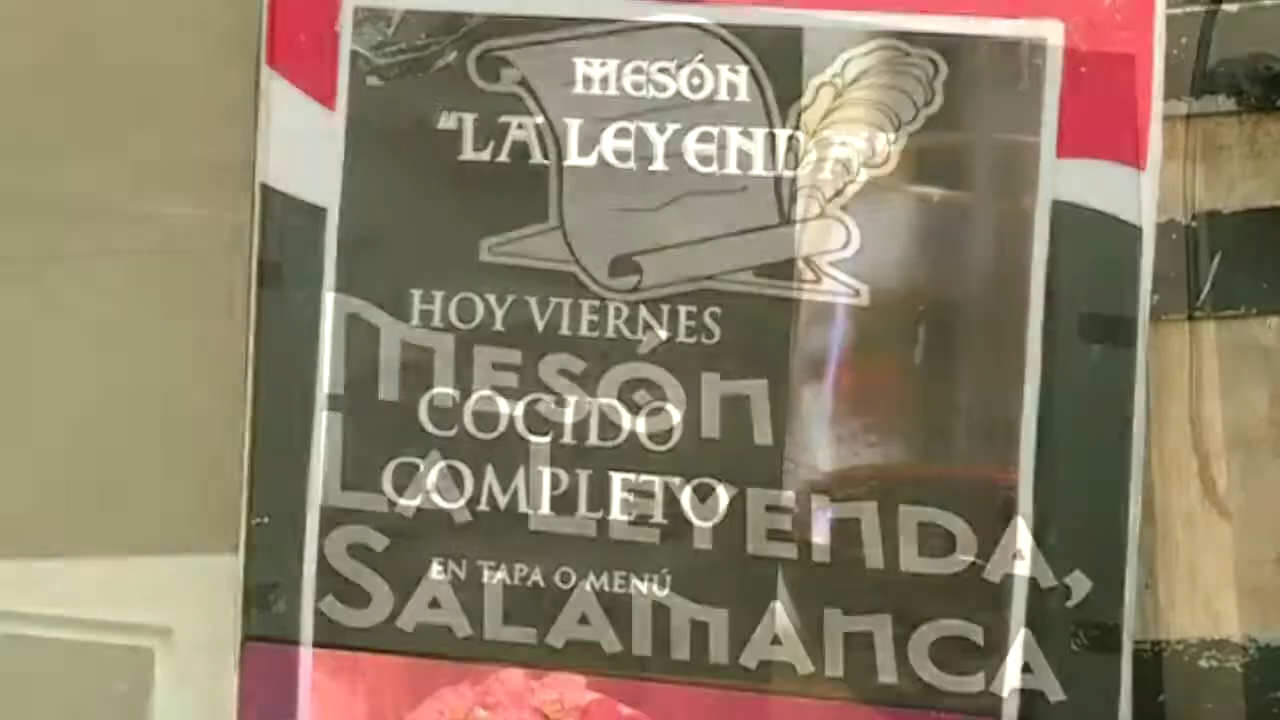 MESÓN
"LA LEYENDA"
HOY VIERNES
COCIDO
COMPLETO
EN TAPA O MENÚ
MESÓN
LA LEYENDA,
SALAMANCA